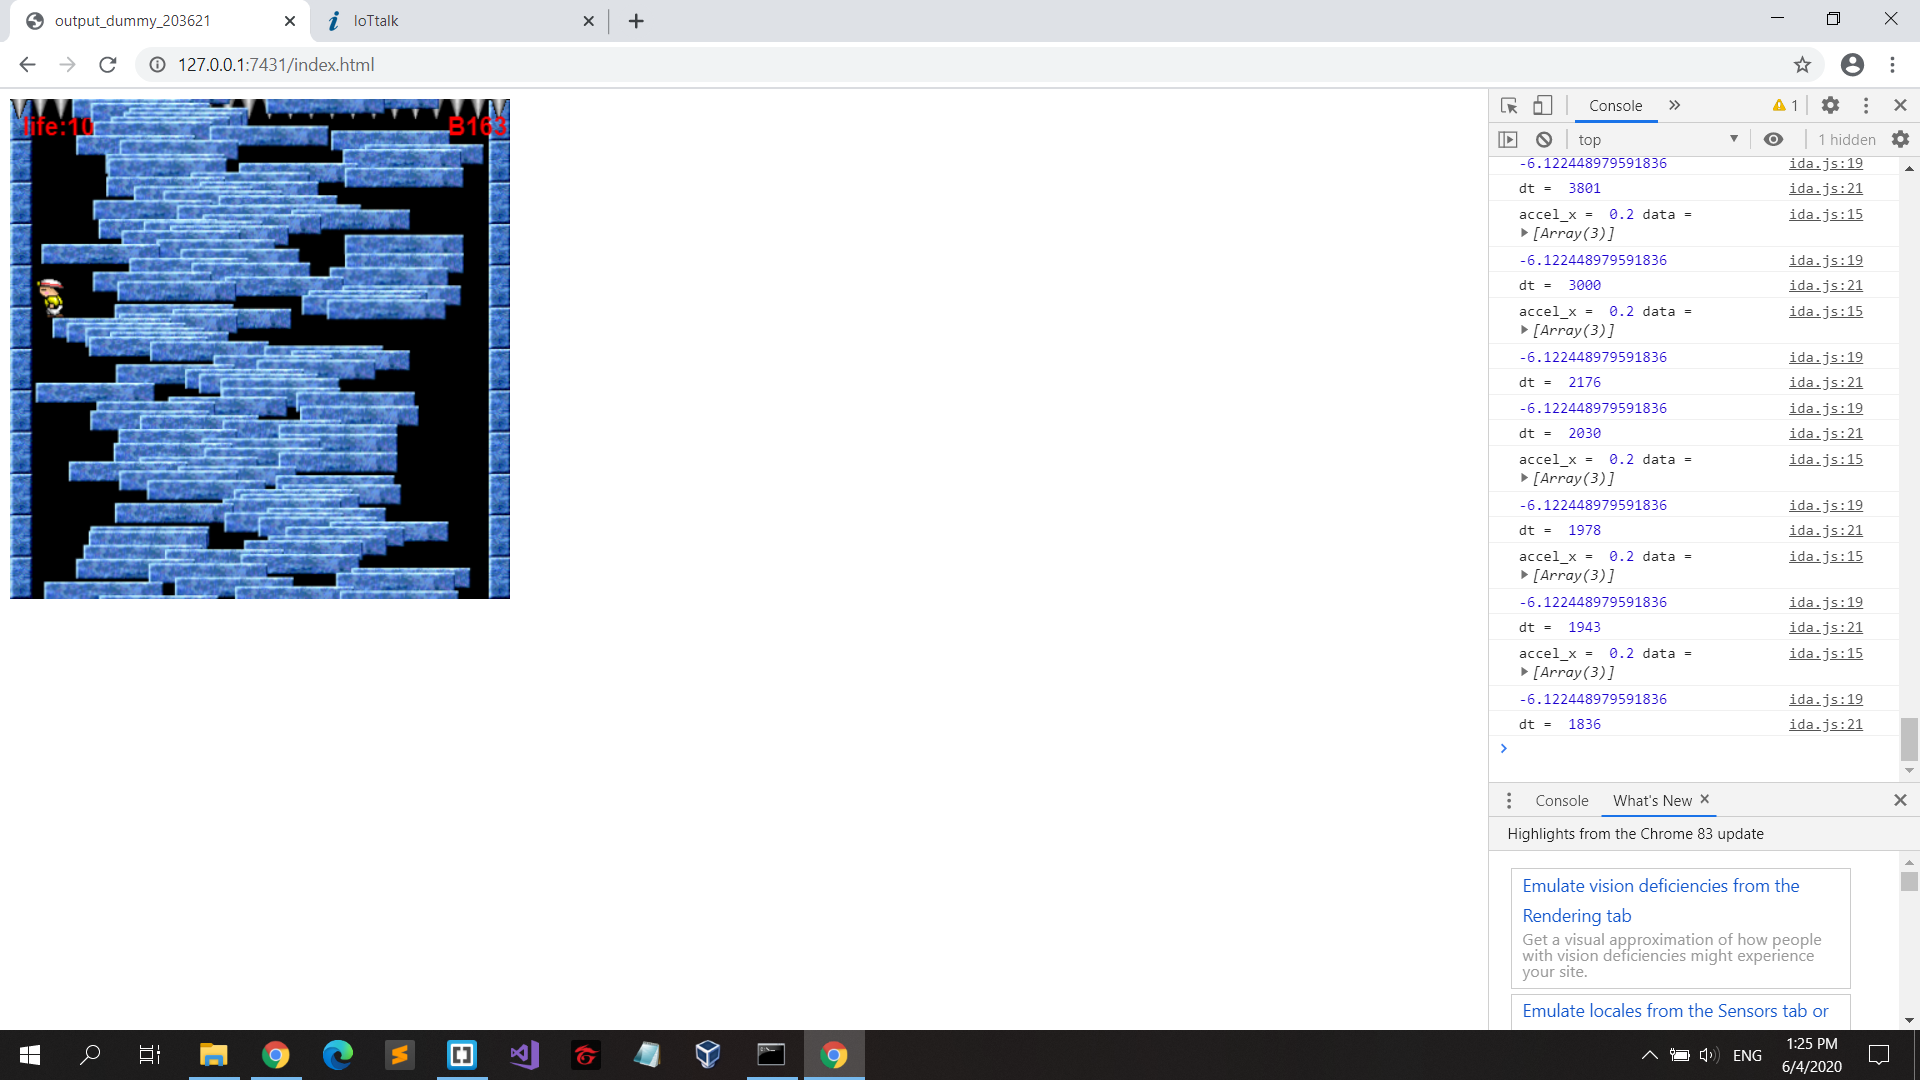 output_dummy_203621
IoTtalk
127.0.0.1:7431/index.html
life:10
B163
Console
1
top
1 hidden
-6.122448979591836 ida.js:19
dt = 3801 ida.js:21
accel_x = 0.2 data = ida.js:15
[Array(3)]
-6.122448979591836 ida.js:19
dt = 3000 ida.js:21
accel_x = 0.2 data = ida.js:15
[Array(3)]
-6.122448979591836 ida.js:19
dt = 2176 ida.js:21
-6.122448979591836 ida.js:19
dt = 2030 ida.js:21
accel_x = 0.2 data = ida.js:15
[Array(3)]
-6.122448979591836 ida.js:19
dt = 1978 ida.js:21
accel_x = 0.2 data = ida.js:15
[Array(3)]
-6.122448979591836 ida.js:19
dt = 1943 ida.js:21
accel_x = 0.2 data = ida.js:15
[Array(3)]
-6.122448979591836 ida.js:19
dt = 1836 ida.js:21
Console
What's New
Highlights from the Chrome 83 update
Emulate vision deficiencies from the
Rendering tab
Get a visual approximation of how people
with vision deficiencies might experience
your site.
Emulate locales from the Sensors tab or
ENG
1:25 PM
6/4/2020